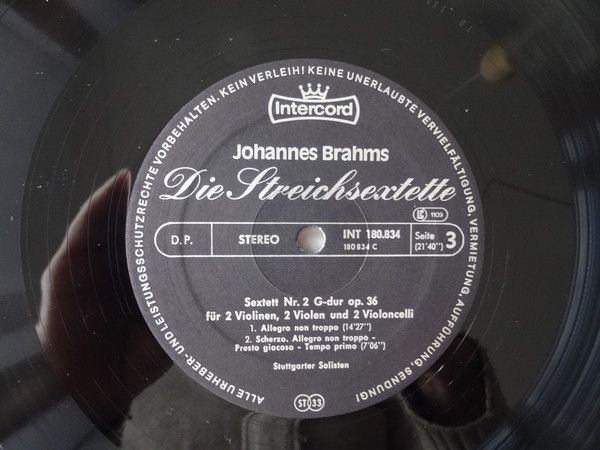 ALLE URHEBER- UND LEISTUNGSSCHUTZRECHTE VORBEHALTEN. KEIN VERLEIH! KEINE UNERLAUBTE VERVIELFÄLTIGUNG, VERMIETUNG, AUFFÜHRUNG, SENDUNG!
Intercord
Johannes Brahms
Die Streichsextette
LC 1109
D.P.
STEREO
INT 180.834
180 834 C
Seite 3
(21'40'')
Sextett Nr. 2 G-dur op. 36
für 2 Violinen, 2 Violen und 2 Violoncelli
1. Allegro non troppo (14'27'')
2. Scherzo. Allegro non troppo -
Presto giocoso - Tempo primo (7'06'')
Stuttgarter Solisten
ST 33